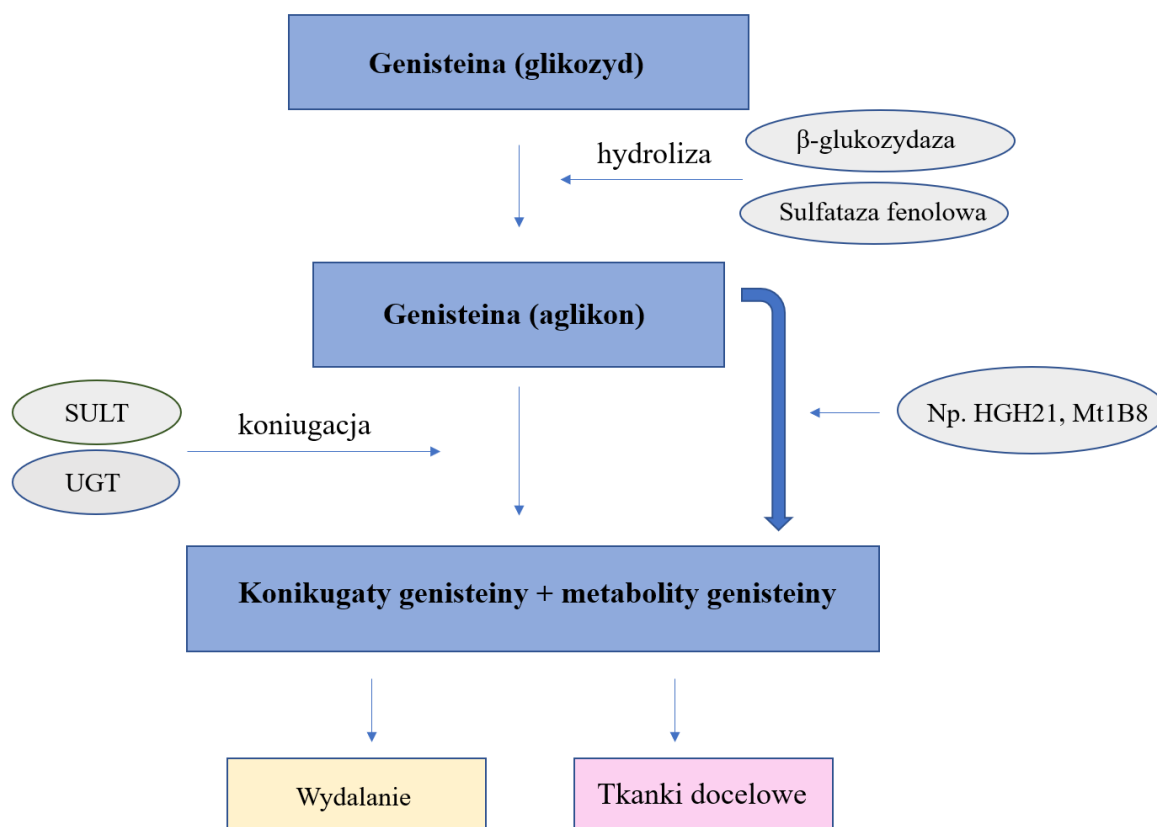 Genisteina (glikozyd)
β-glukozydaza
hydroliza
Sulfataza fenolowa
Genisteina (aglikon)
SULT
koniugacja
UGT
Np. HGH21, Mt1B8
Konikugaty genisteiny + metabolity genisteiny
Wydalanie
Tkanki docelowe